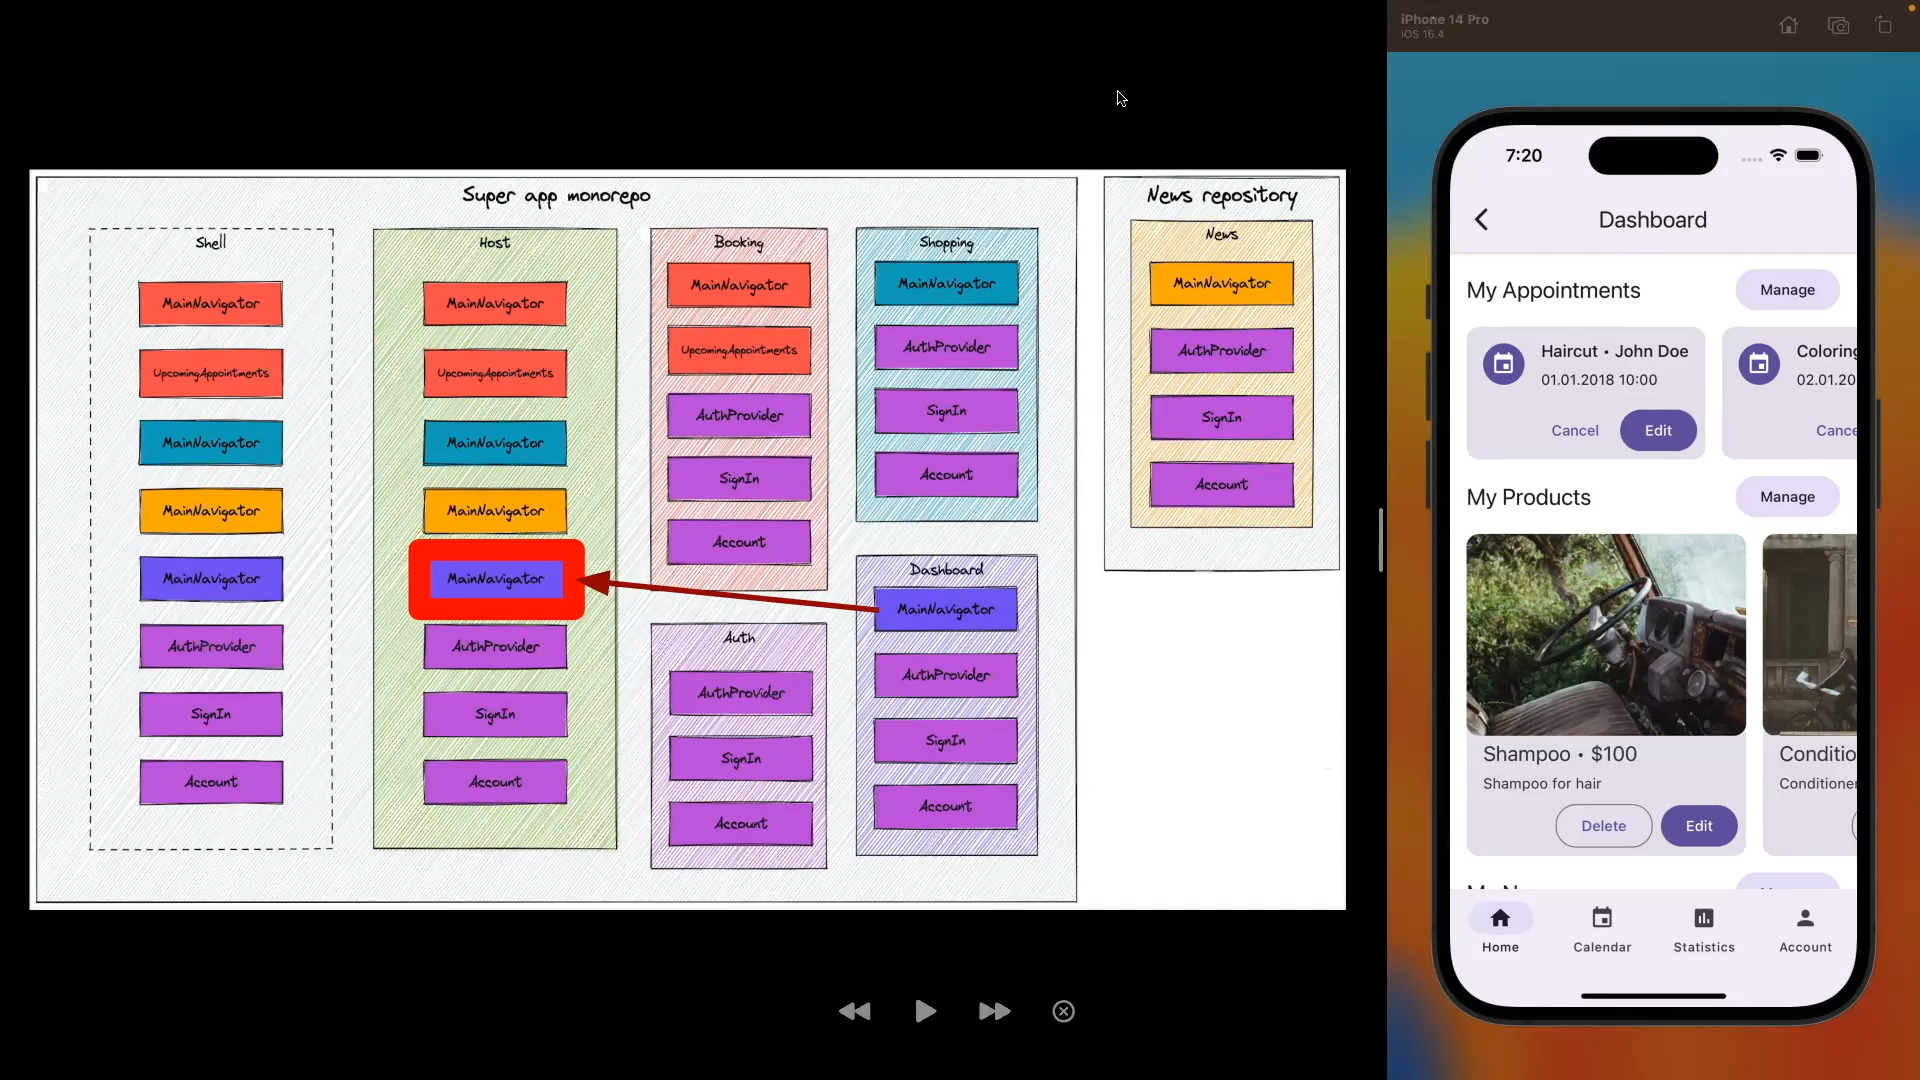 Super app monorepo
Shell
MainNavigator
UpcomingAppointments
MainNavigator
MainNavigator
MainNavigator
AuthProvider
SignIn
Account
Host
MainNavigator
UpcomingAppointments
MainNavigator
MainNavigator
MainNavigator
AuthProvider
SignIn
Account
Booking
MainNavigator
UpcomingAppointments
AuthProvider
SignIn
Account
Auth
AuthProvider
SignIn
Account
Shopping
MainNavigator
AuthProvider
SignIn
Account
Dashboard
MainNavigator
AuthProvider
SignIn
Account
News repository
News
MainNavigator
AuthProvider
SignIn
Account
iPhone 14 Pro
iOS 16.4
7:20
Dashboard
My Appointments
Manage
Haircut • John Doe
01.01.2018 10:00
Cancel
Edit
Coloring
02.01.20
Cance
My Products
Manage
Shampoo • $100
Shampoo for hair
Delete
Edit
Conditio
Conditioner
Home
Calendar
Statistics
Account